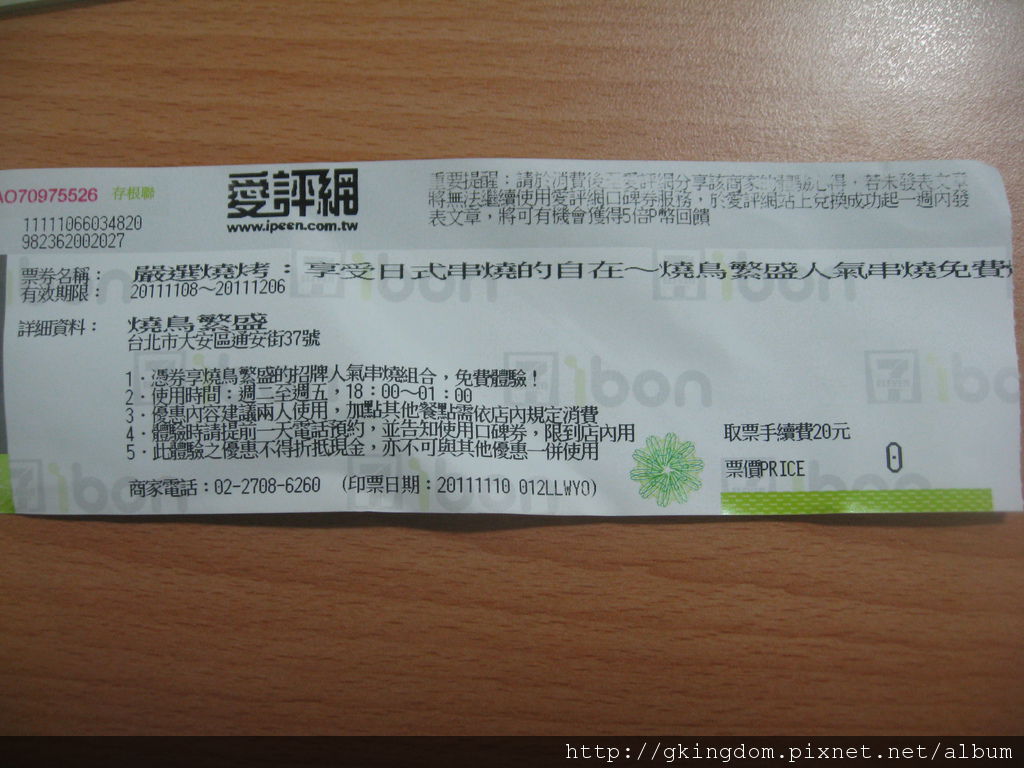 AO70975526 存根聯
11111066034820
982362002027
愛評網
www.ipeen.com.tw
重要提醒：請於消費後至愛評網分享該商家的體驗心得，若未發表文章
將無法繼續使用愛評網口碑券服務，於愛評網站上兌換成功起一週內發
表文章，將可有機會獲得5倍P幣回饋
票券名稱： 嚴選燒烤：享受日式串燒的自在～燒鳥繁盛人氣串燒免費
有效期限： 20111108～20111206
詳細資料： 燒鳥繁盛
台北市大安區通安街37號
1．憑券享燒鳥繁盛的招牌人氣串燒組合，免費體驗！
2．使用時間：週二至週五，18：00～01：00
3．優惠內容建議兩人使用，加點其他餐點需依店內規定消費
4．體驗時請提前一天電話預約，並告知使用口碑券，限到店內用
5．此體驗之優惠不得折抵現金，亦不可與其他優惠一併使用
商家電話：02-2708-6260 （印票日期：20111110 012LLWYO）
取票手續費20元
票價PRICE 0
7 ELEVEN ibon
http://gkingdom.pixnet.net/album